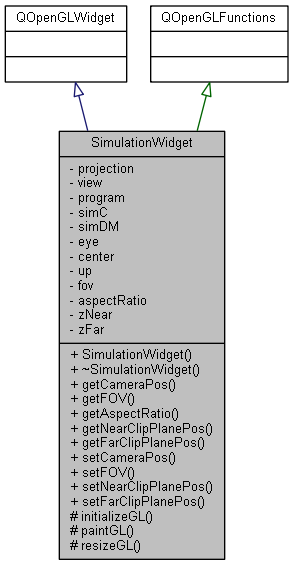 QOpenGLWidget
QOpenGLFunctions
SimulationWidget
- projection
- view
- program
- simC
- simDM
- eye
- center
- up
- fov
- aspectRatio
- zNear
- zFar
+ SimulationWidget()
+ ~SimulationWidget()
+ getCameraPos()
+ getFOV()
+ getAspectRatio()
+ getNearClipPlanePos()
+ getFarClipPlanePos()
+ setCameraPos()
+ setFOV()
+ setNearClipPlanePos()
+ setFarClipPlanePos()
# initializeGL()
# paintGL()
# resizeGL()